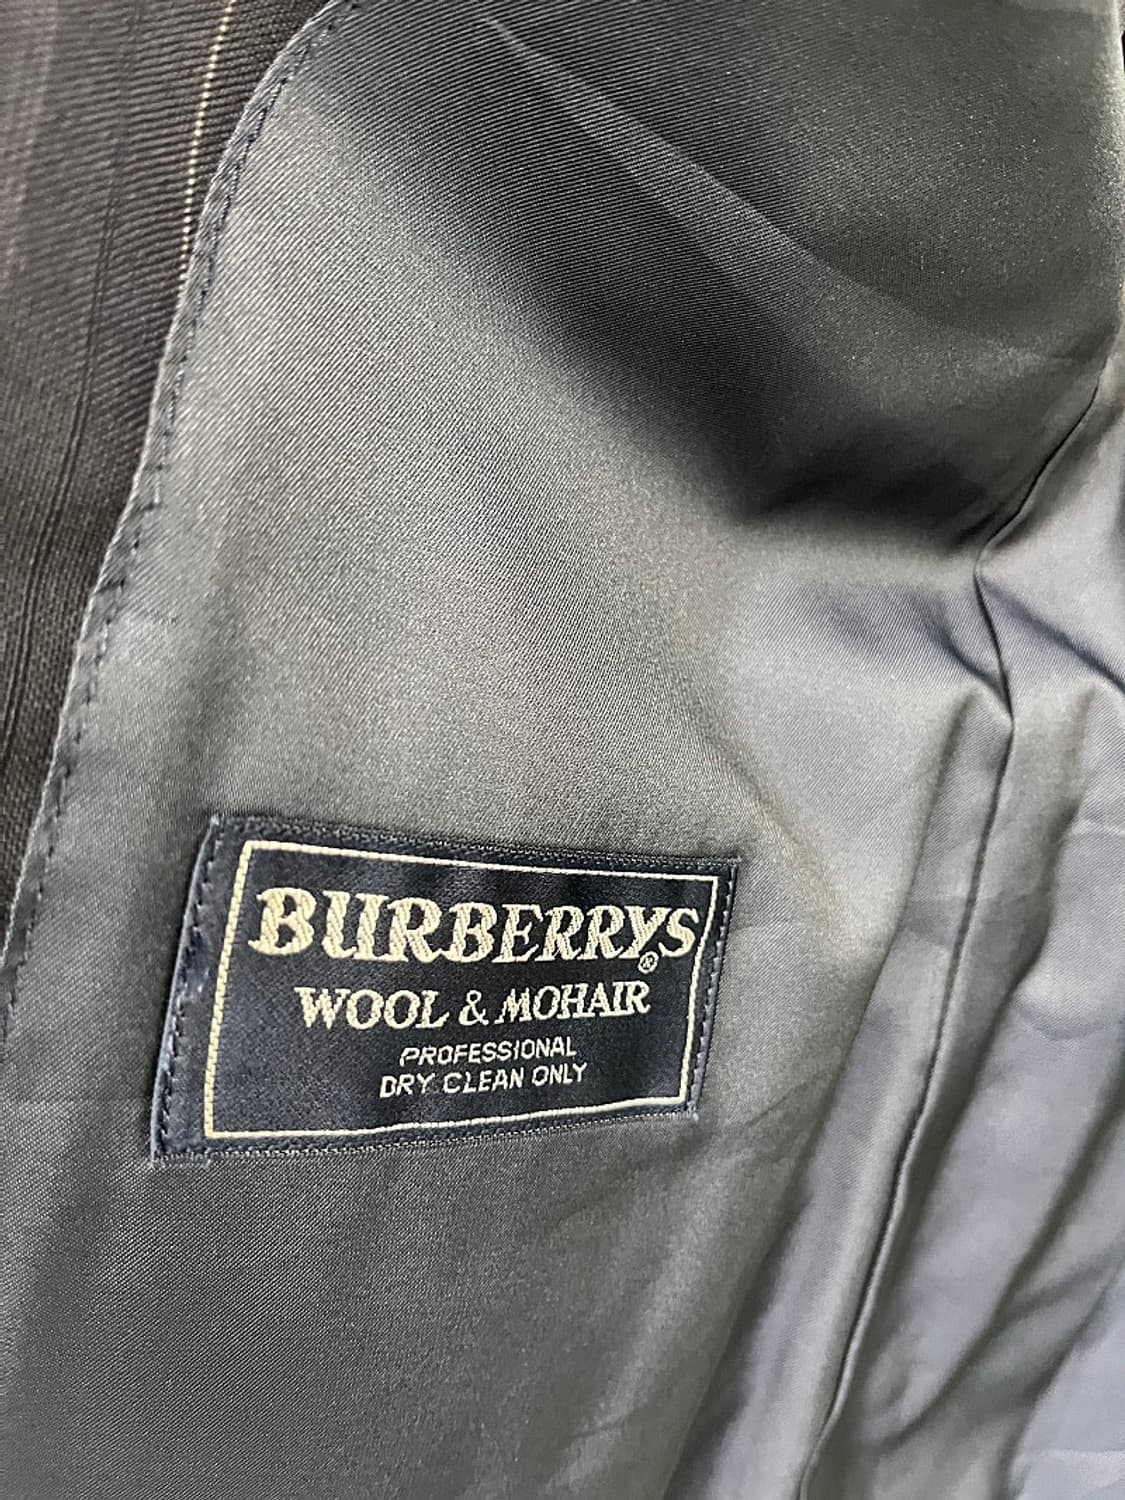 BURBERRYS®
WOOL & MOHAIR
PROFESSIONAL
DRY CLEAN ONLY